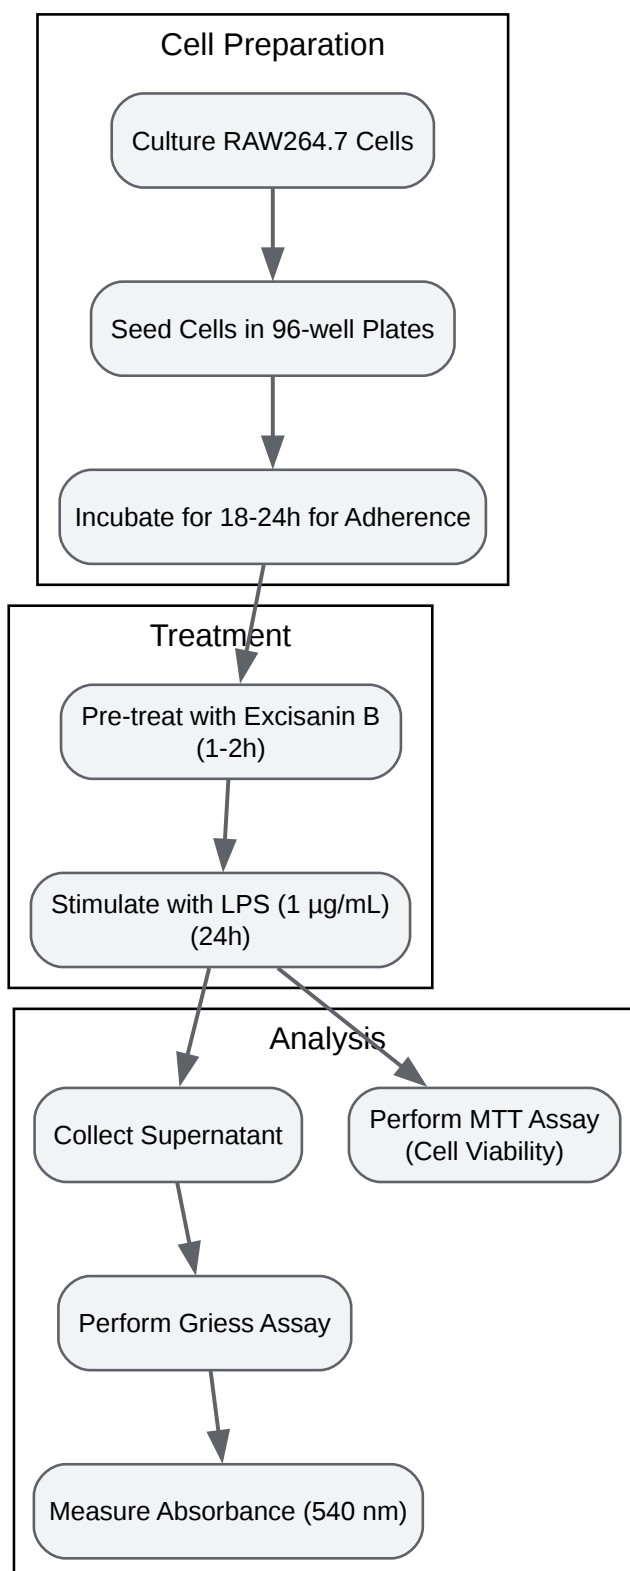 Cell Preparation
Culture RAW264.7 Cells
Seed Cells in 96-well Plates
Incubate for 18-24h for Adherence
Treatment
Pre-treat with Excisanin B
(1-2h)
Stimulate with LPS (1 µg/mL)
(24h)
Analysis
Collect Supernatant
Perform MTT Assay
(Cell Viability)
Perform Griess Assay
Measure Absorbance (540 nm)